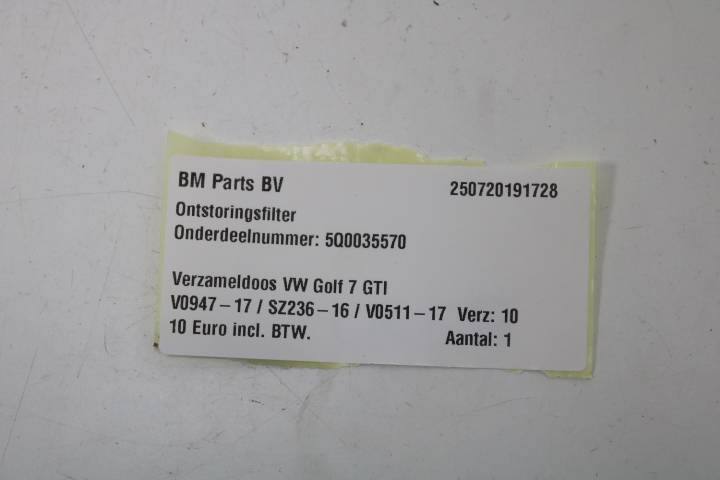 BM Parts BV 250720191728
Ontstoringsfilter
Onderdeelnummer: 5Q0035570
Verzameldoos VW Golf 7 GTI
V0947-17 / SZ236-16 / V0511-17 Verz: 10
10 Euro incl. BTW. Aantal: 1